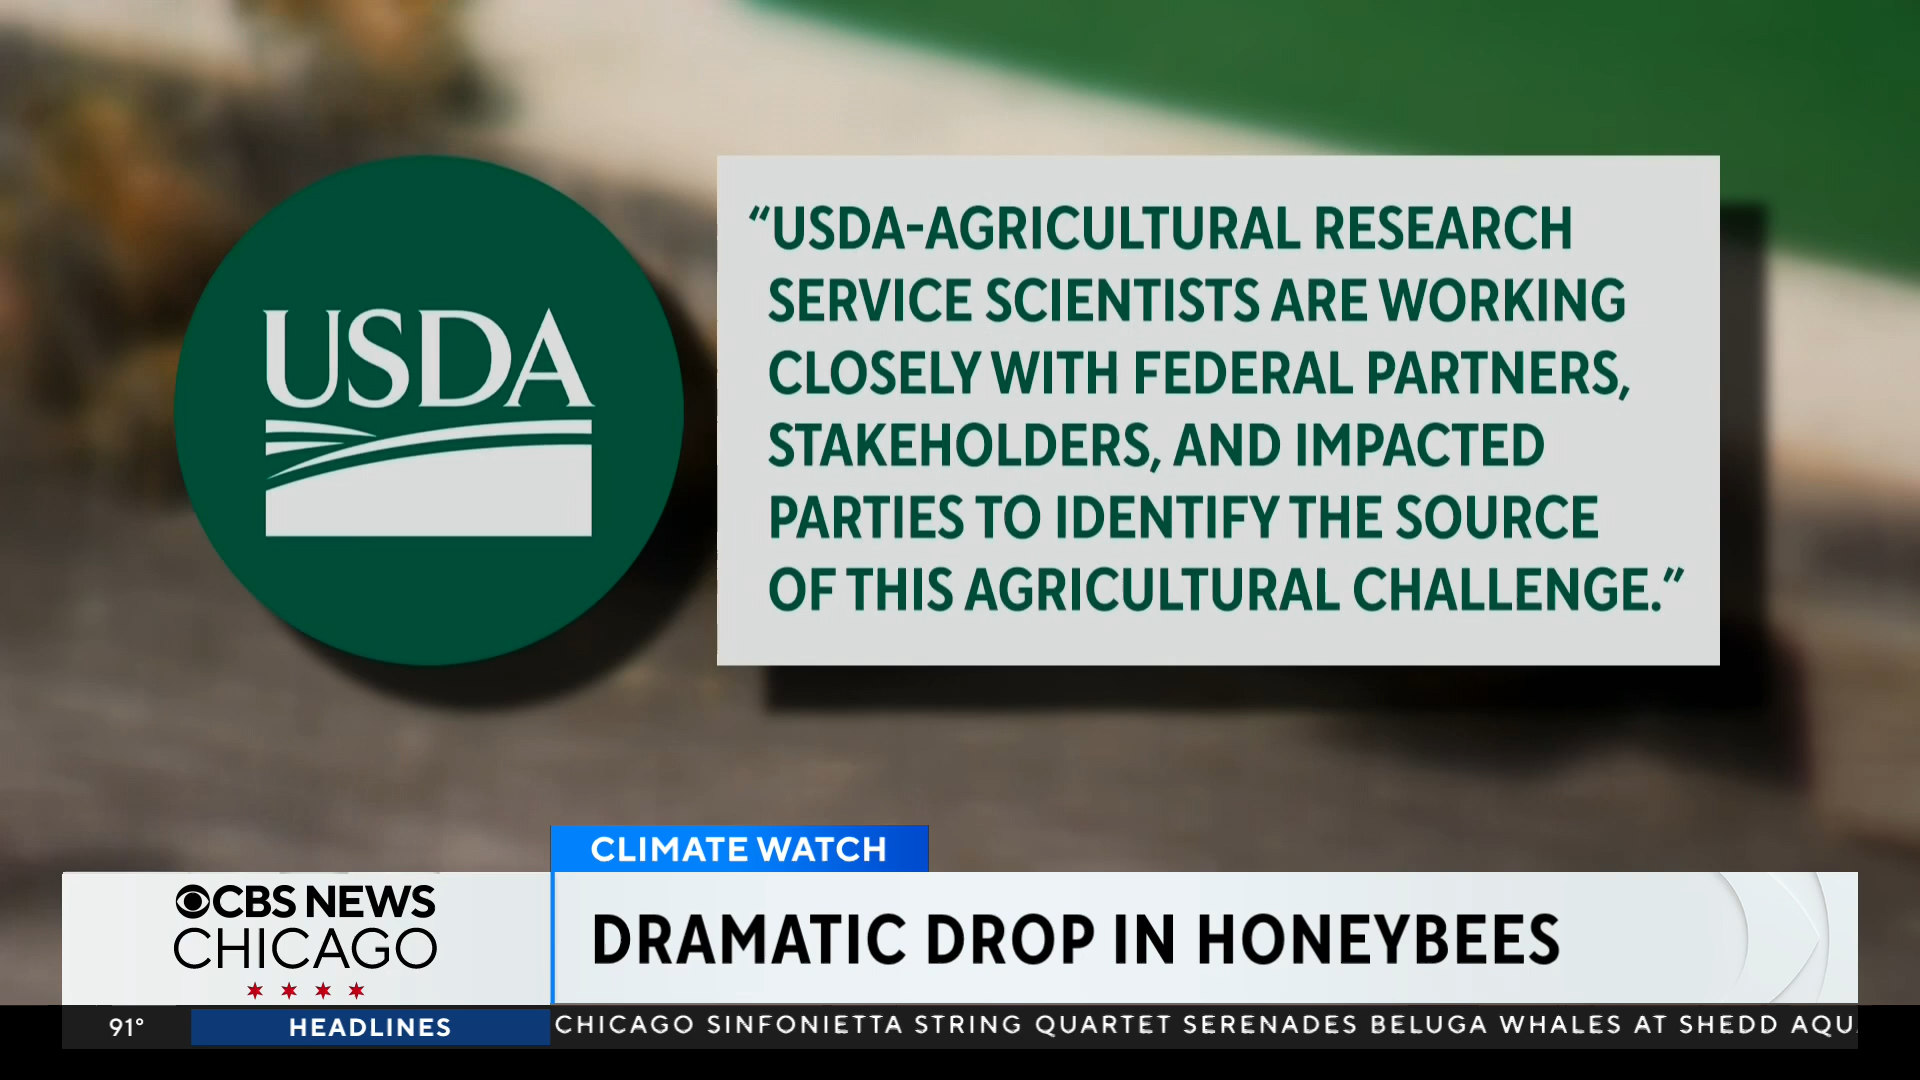 USDA
“USDA-AGRICULTURAL RESEARCH
SERVICE SCIENTISTS ARE WORKING
CLOSELY WITH FEDERAL PARTNERS,
STAKEHOLDERS, AND IMPACTED
PARTIES TO IDENTIFY THE SOURCE
OF THIS AGRICULTURAL CHALLENGE.”
CLIMATE WATCH
CBS NEWS
CHICAGO
DRAMATIC DROP IN HONEYBEES
91°
HEADLINES
CHICAGO SINFONIETTA STRING QUARTET SERENADES BELUGA WHALES AT SHEDD AQU